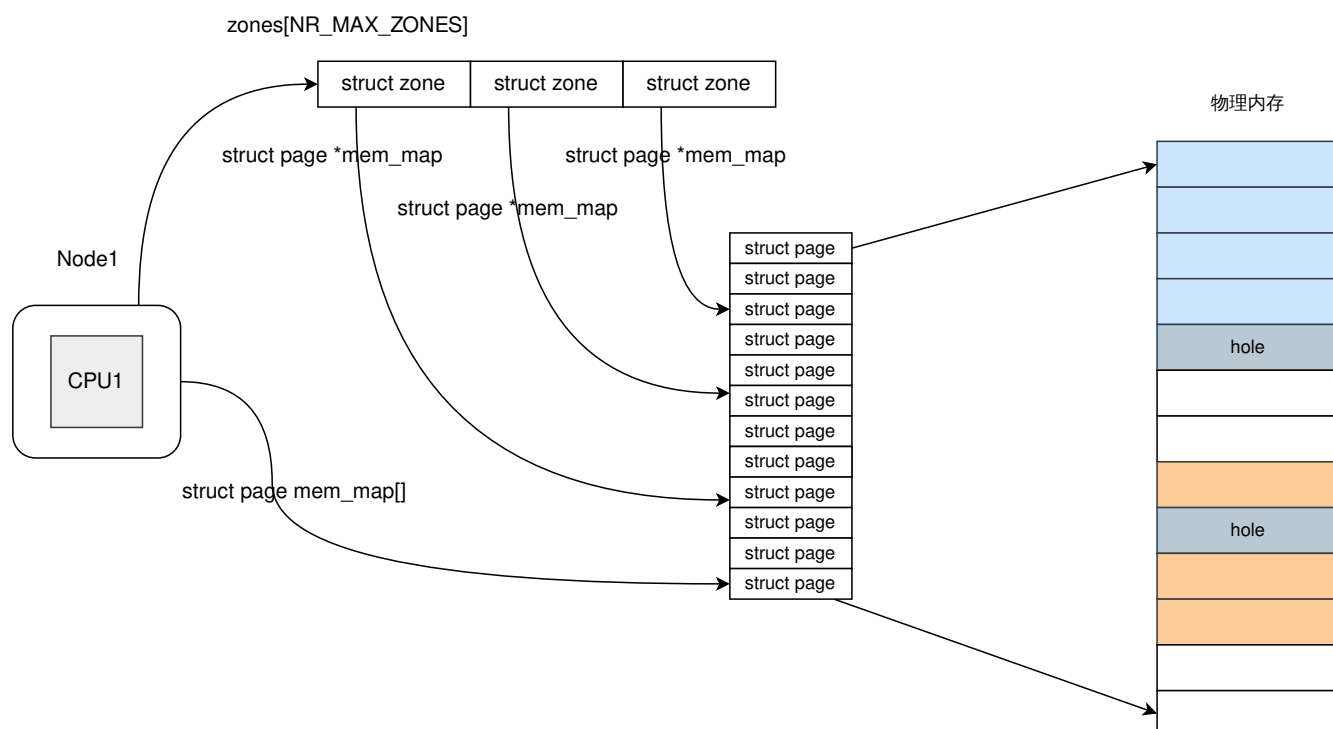 zones[NR_MAX_ZONES]
struct zone
struct zone
struct zone
物理内存
struct page *mem_map
struct page *mem_map
struct page *mem_map
Node1
CPU1
struct page mem_map[]
struct page
struct page
struct page
struct page
struct page
struct page
struct page
struct page
struct page
struct page
struct page
struct page
hole
hole